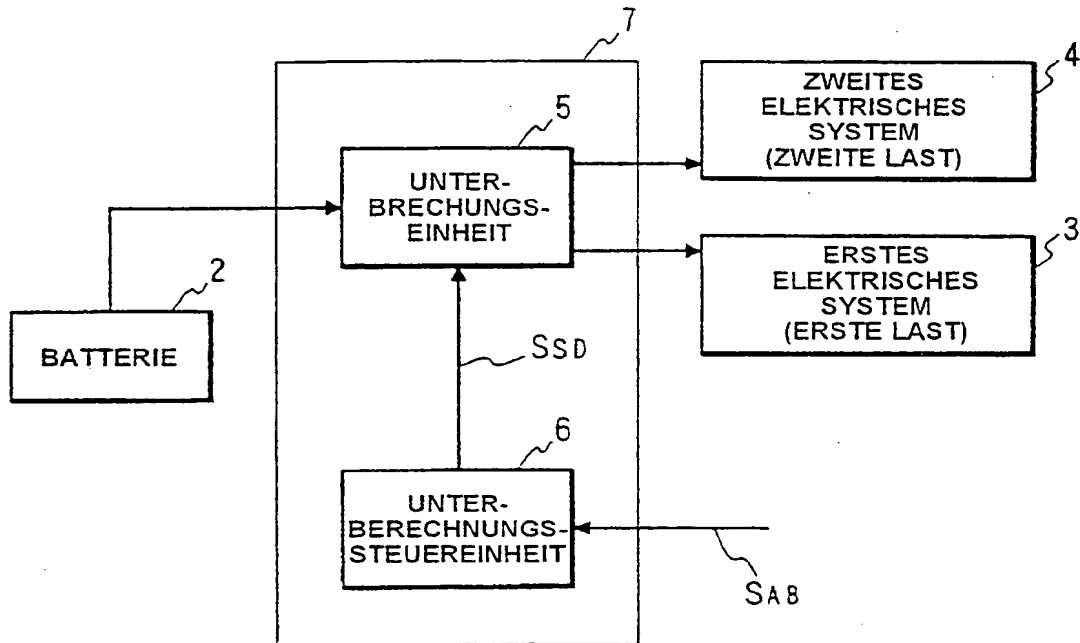 7
4
ZWEITES
ELEKTRISCHES
SYSTEM
(ZWEITE LAST)
5
UNTER-
BRECHUNGS-
EINHEIT
3
ERSTES
ELEKTRISCHES
SYSTEM
(ERSTE LAST)
2
BATTERIE
SSD
6
UNTER-
BERECHNUNGS-
STEUEREINHEIT
SAB